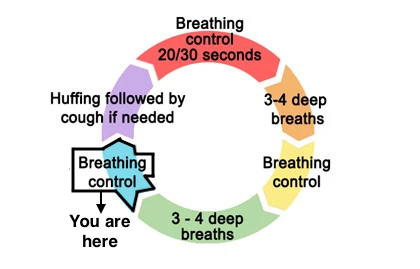 Breathing
control
20/30 seconds
3-4 deep
breaths
Breathing
control
3 - 4 deep
breaths
Breathing
control
You are
here
Huffing followed by
cough if needed